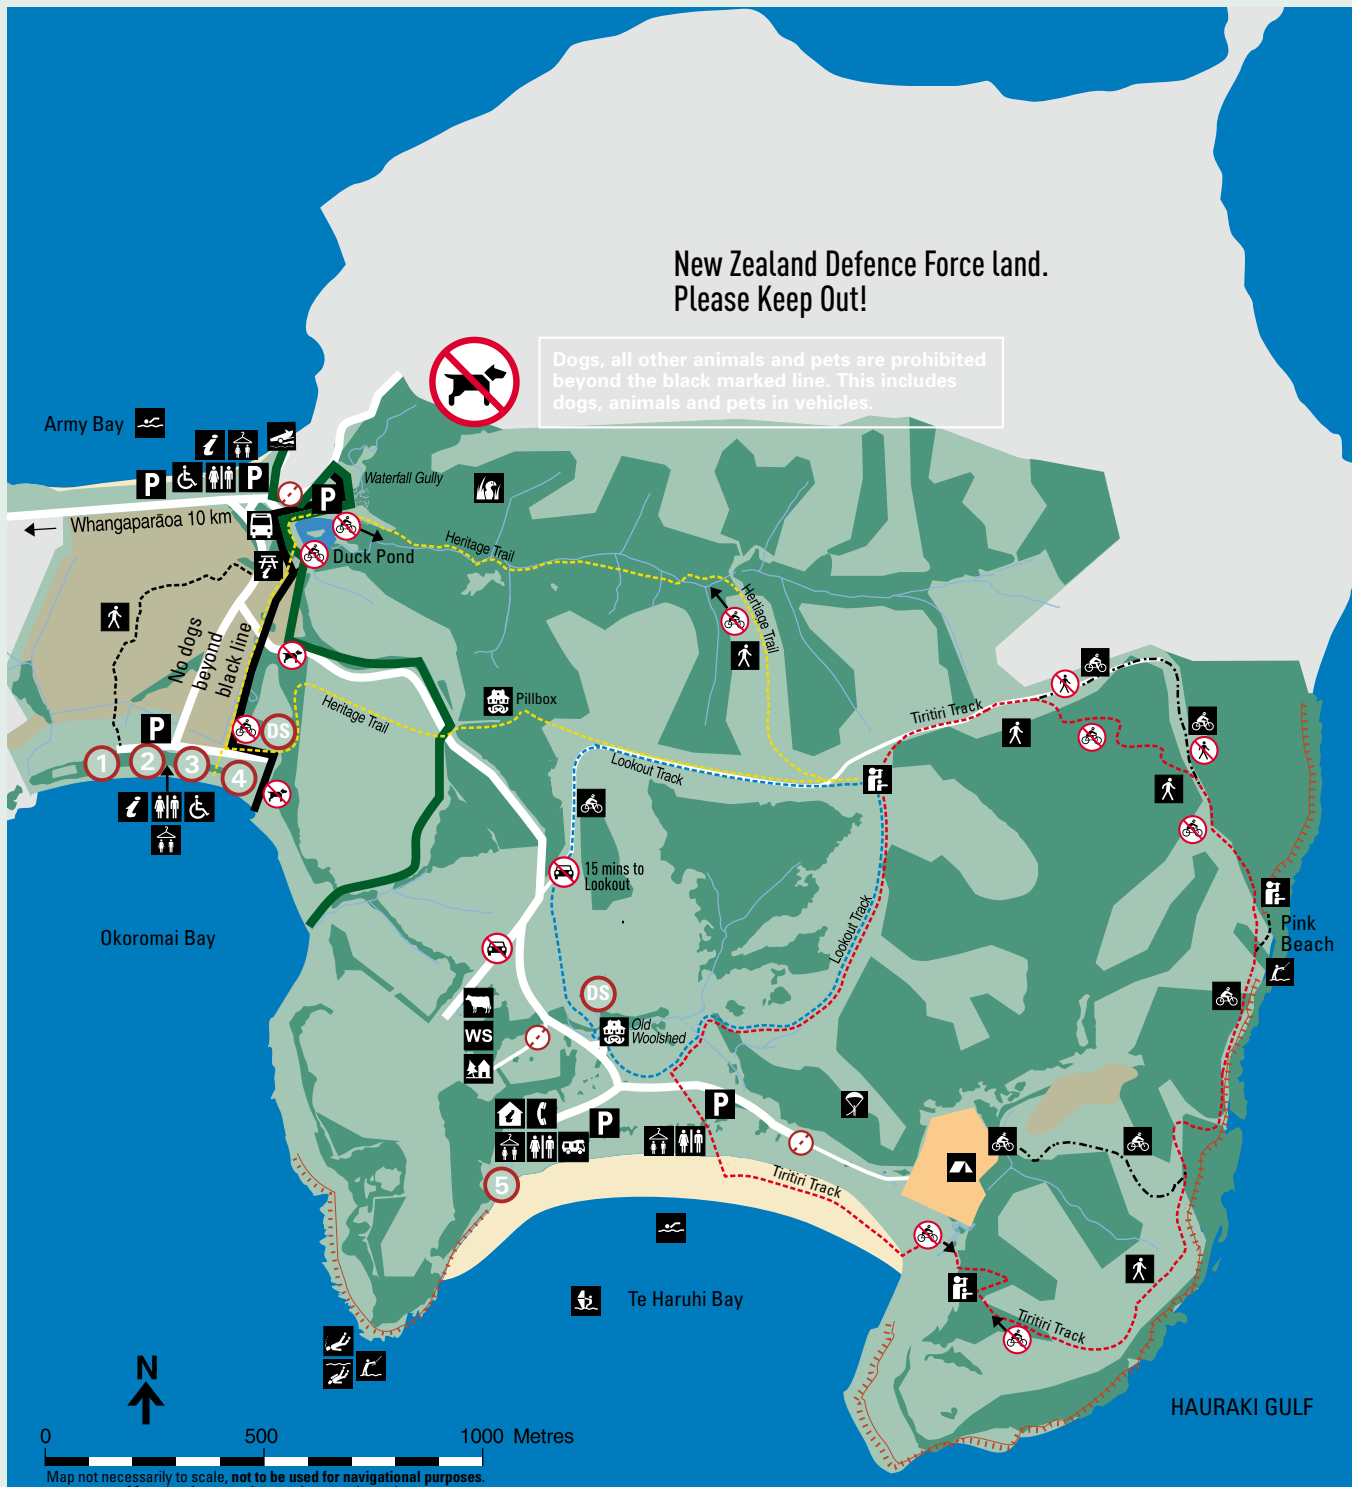 New Zealand Defence Force land.
Please Keep Out!
Dogs, all other animals and pets are prohibited
beyond the black marked line. This includes
dogs, animals and pets in vehicles.
Army Bay
P
P
P
Waterfall Gully
Whangaparāoa 10 km
Heritage Trail
Duck Pond
Hertiage Trail
No dogs
beyond
black line
Pillbox
Heritage Trail
Tiritiri Track
P
DS
1
2
3
4
Lookout Track
15 mins to
Lookout
Lookout Track
Pink
Beach
Okoromai Bay
DS
WS
Old
Woolshed
P
P
5
Tiritiri Track
Te Haruhi Bay
Tiritiri Track
N
HAURAKI GULF
0 500 1000 Metres
Map not necessarily to scale, not to be used for navigational purposes.